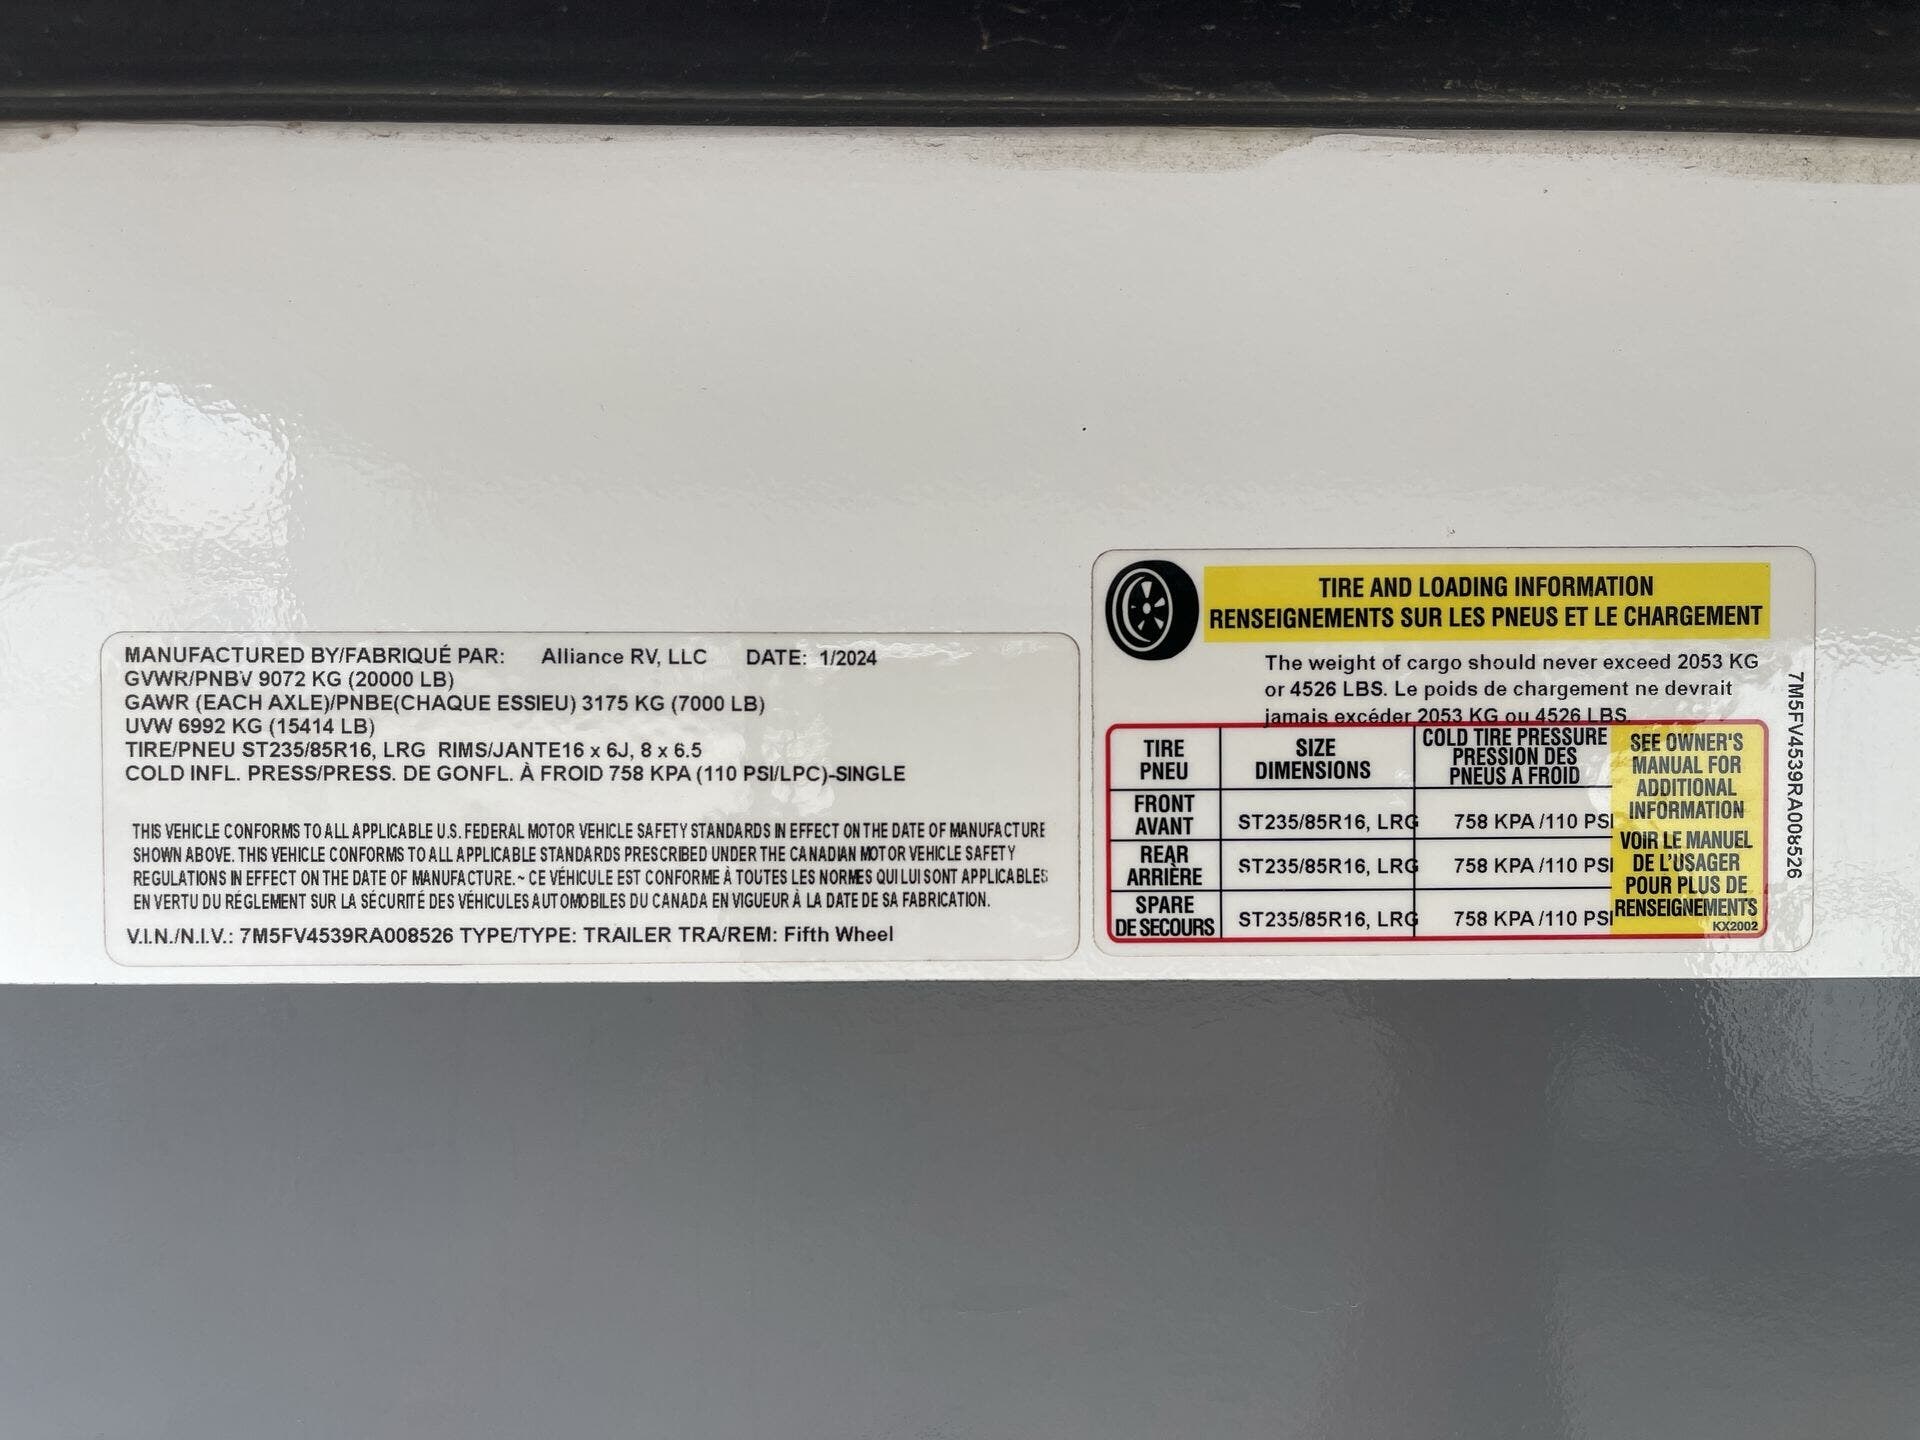 MANUFACTURED BY/FABRIQUÉ PAR: Alliance RV, LLC DATE: 1/2024
GVWR/PNBV 9072 KG (20000 LB)
GAWR (EACH AXLE)/PNBE(CHAQUE ESSIEU) 3175 KG (7000 LB)
UVW 6992 KG (15414 LB)
TIRE/PNEU ST235/85R16, LRG RIMS/JANTE16 x 6J, 8 x 6.5
COLD INFL. PRESS/PRESS. DE GONFL. À FROID 758 KPA (110 PSI/LPC)-SINGLE
THIS VEHICLE CONFORMS TO ALL APPLICABLE U.S. FEDERAL MOTOR VEHICLE SAFETY STANDARDS IN EFFECT ON THE DATE OF MANUFACTURE
SHOWN ABOVE. THIS VEHICLE CONFORMS TO ALL APPLICABLE STANDARDS PRESCRIBED UNDER THE CANADIAN MOTOR VEHICLE SAFETY
REGULATIONS IN EFFECT ON THE DATE OF MANUFACTURE.~ CE VÉHICULE EST CONFORME À TOUTES LES NORMES QUI LUI SONT APPLICABLES
EN VERTU DU RÉGLEMENT SUR LA SÉCURITÉ DES VÉHICULES AUTOMOBILES DU CANADA EN VIGUEUR À LA DATE DE SA FABRICATION.
V.I.N./N.I.V.: 7M5FV4539RA008526 TYPE/TYPE: TRAILER TRA/REM: Fifth Wheel
TIRE AND LOADING INFORMATION
RENSEIGNEMENTS SUR LES PNEUS ET LE CHARGEMENT
The weight of cargo should never exceed 2053 KG
or 4526 LBS. Le poids de chargement ne devrait
jamais excéder 2053 KG ou 4526 LBS.
TIRE
PNEU
SIZE
DIMENSIONS
COLD TIRE PRESSURE
PRESSION DES
PNEUS A FROID
FRONT
AVANT
ST235/85R16, LRG
758 KPA /110 PSI
REAR
ARRIÈRE
ST235/85R16, LRG
758 KPA /110 PSI
SPARE
DE SECOURS
ST235/85R16, LRG
758 KPA /110 PSI
SEE OWNER'S
MANUAL FOR
ADDITIONAL
INFORMATION
VOIR LE MANUEL
DE L'USAGER
POUR PLUS DE
RENSEIGNEMENTS
KX2002
7M5FV4539RA008526